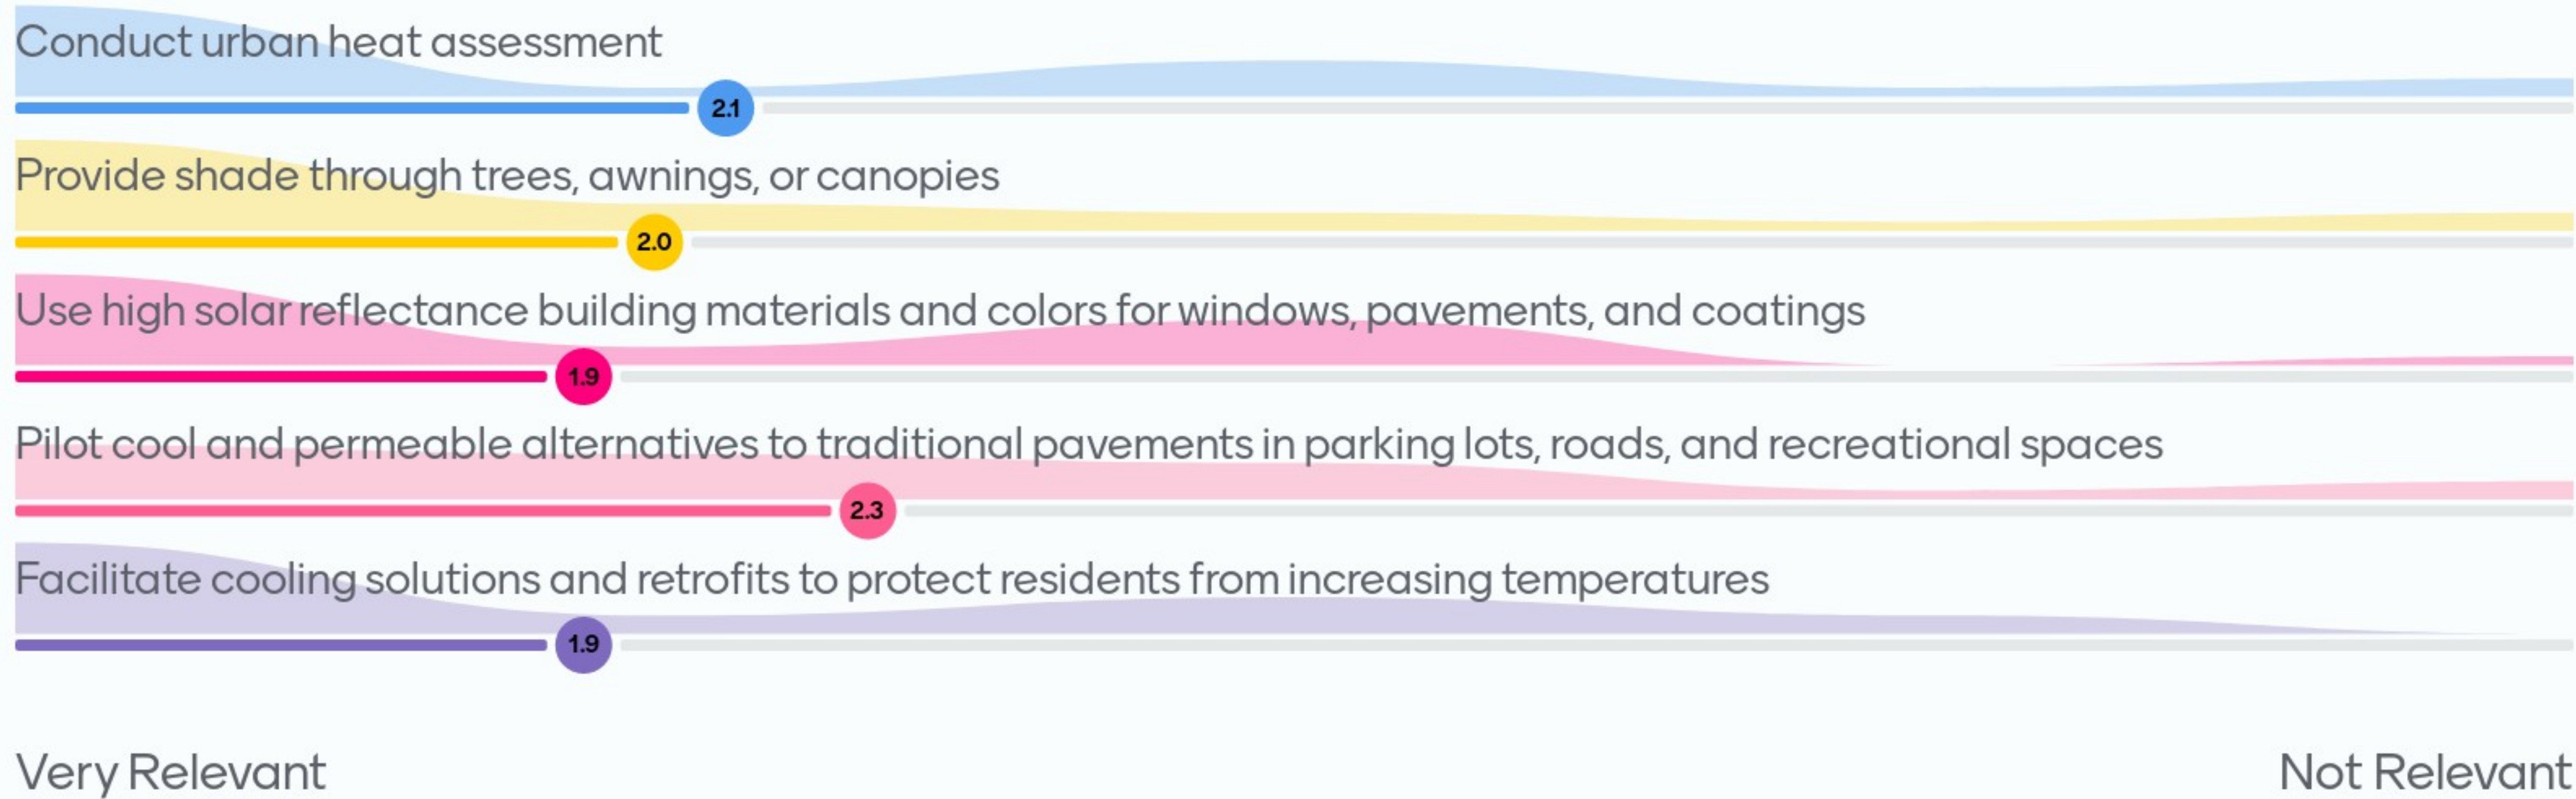 Conduct urban heat assessment
2.1
Provide shade through trees, awnings, or canopies
2.0
Use high solar reflectance building materials and colors for windows, pavements, and coatings
1.9
Pilot cool and permeable alternatives to traditional pavements in parking lots, roads, and recreational spaces
2.3
Facilitate cooling solutions and retrofits to protect residents from increasing temperatures
1.9
Very Relevant Not Relevant